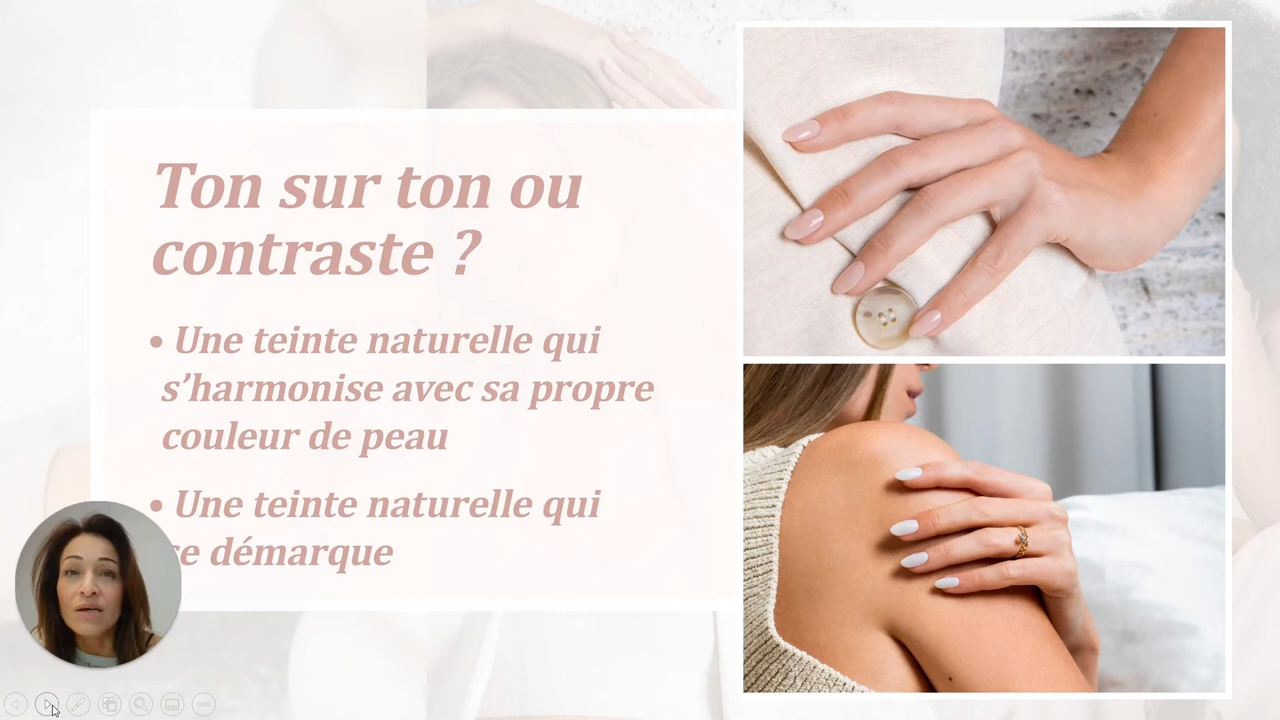 Ton sur ton ou
contraste ?
• Une teinte naturelle qui
s’harmonise avec sa propre
couleur de peau
• Une teinte naturelle qui
se démarque